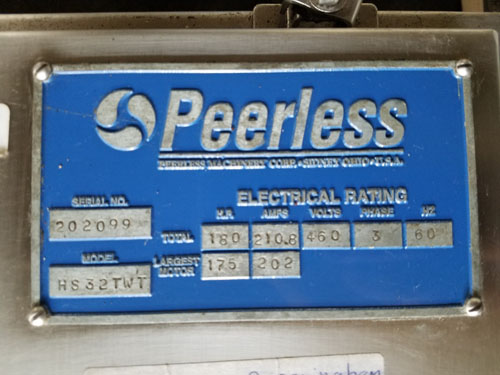 Peerless
PEERLESS MACHINERY CORP. · SIDNEY OHIO · U.S.A.
ELECTRICAL RATING
SERIAL NO.
202099
H.P. AMPS VOLTS PHASE HZ
TOTAL 180 210.8 460 3 60
MODEL
HS32TWT
LARGEST MOTOR 175 202